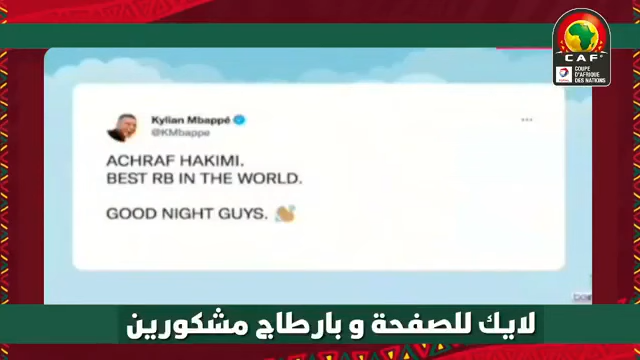 CAF
TOTAL
COUPE
D'AFRIQUE
DES NATIONS
Kylian Mbappé
@KMbappe
ACHRAF HAKIMI.
BEST RB IN THE WORLD.
GOOD NIGHT GUYS. 👋🏽
لايك للصفحة و بارطاج مشكورين